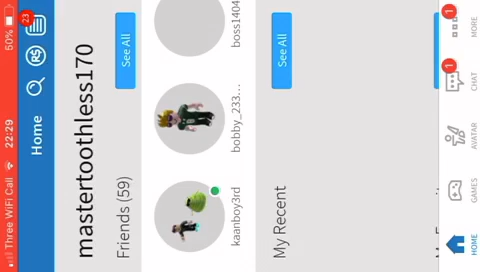 Three WiFi Call 22:29 50%
Home
23
mastertoothless170
Friends (59) See All
kaanboy3rd bobby_233... boss1404
My Recent See All
HOME GAMES AVATAR CHAT MORE
1 1